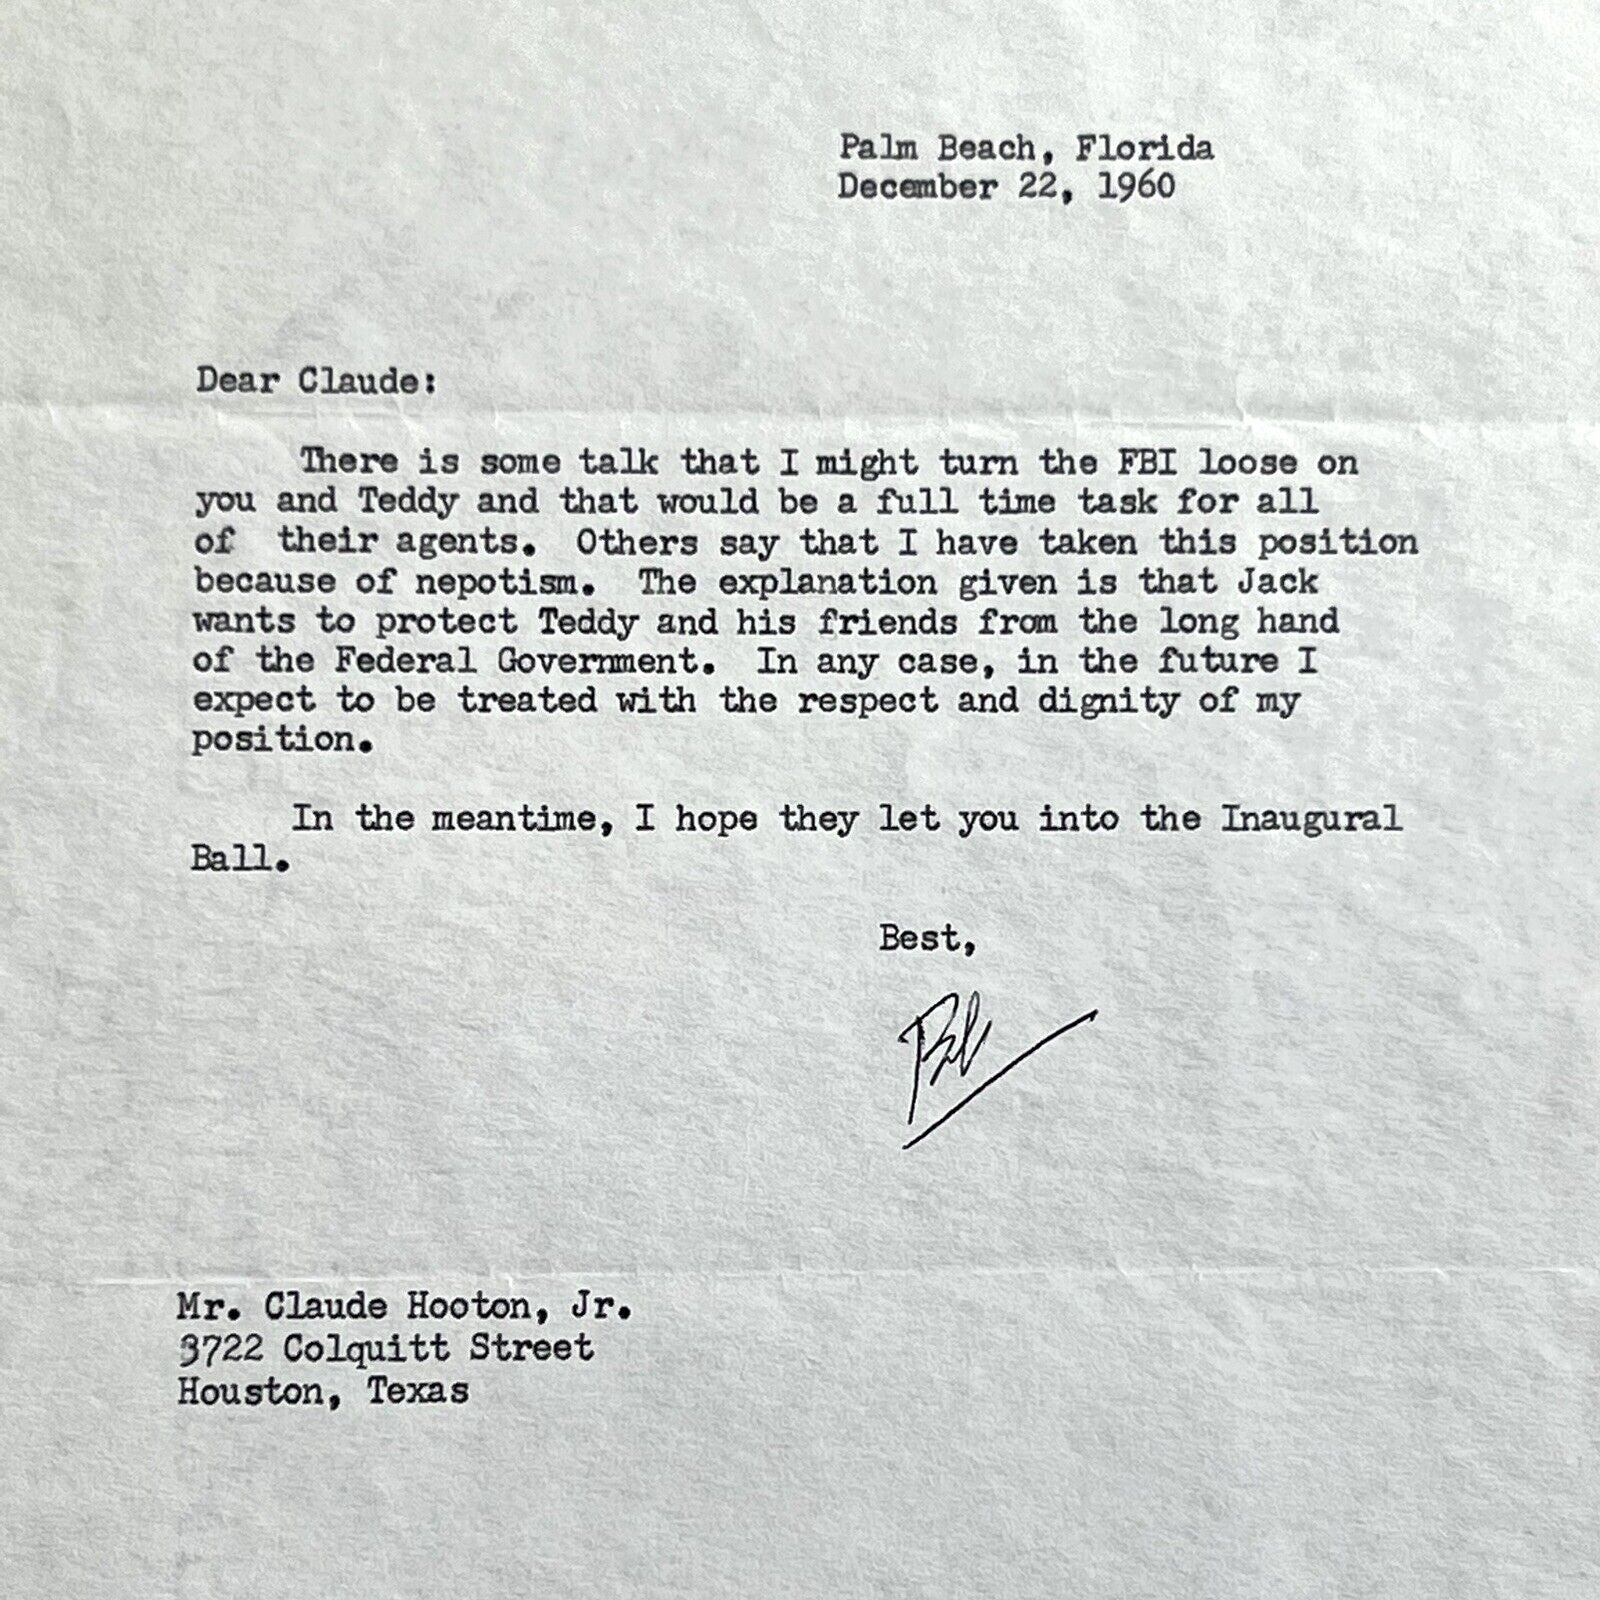 Palm Beach, Florida
December 22, 1960
Dear Claude:
There is some talk that I might turn the FBI loose on
you and Teddy and that would be a full time task for all
of their agents. Others say that I have taken this position
because of nepotism. The explanation given is that Jack
wants to protect Teddy and his friends from the long hand
of the Federal Government. In any case, in the future I
expect to be treated with the respect and dignity of my
position.
In the meantime, I hope they let you into the Inaugural
Ball.
Best,
Bob
Mr. Claude Hooton, Jr.
3722 Colquitt Street
Houston, Texas